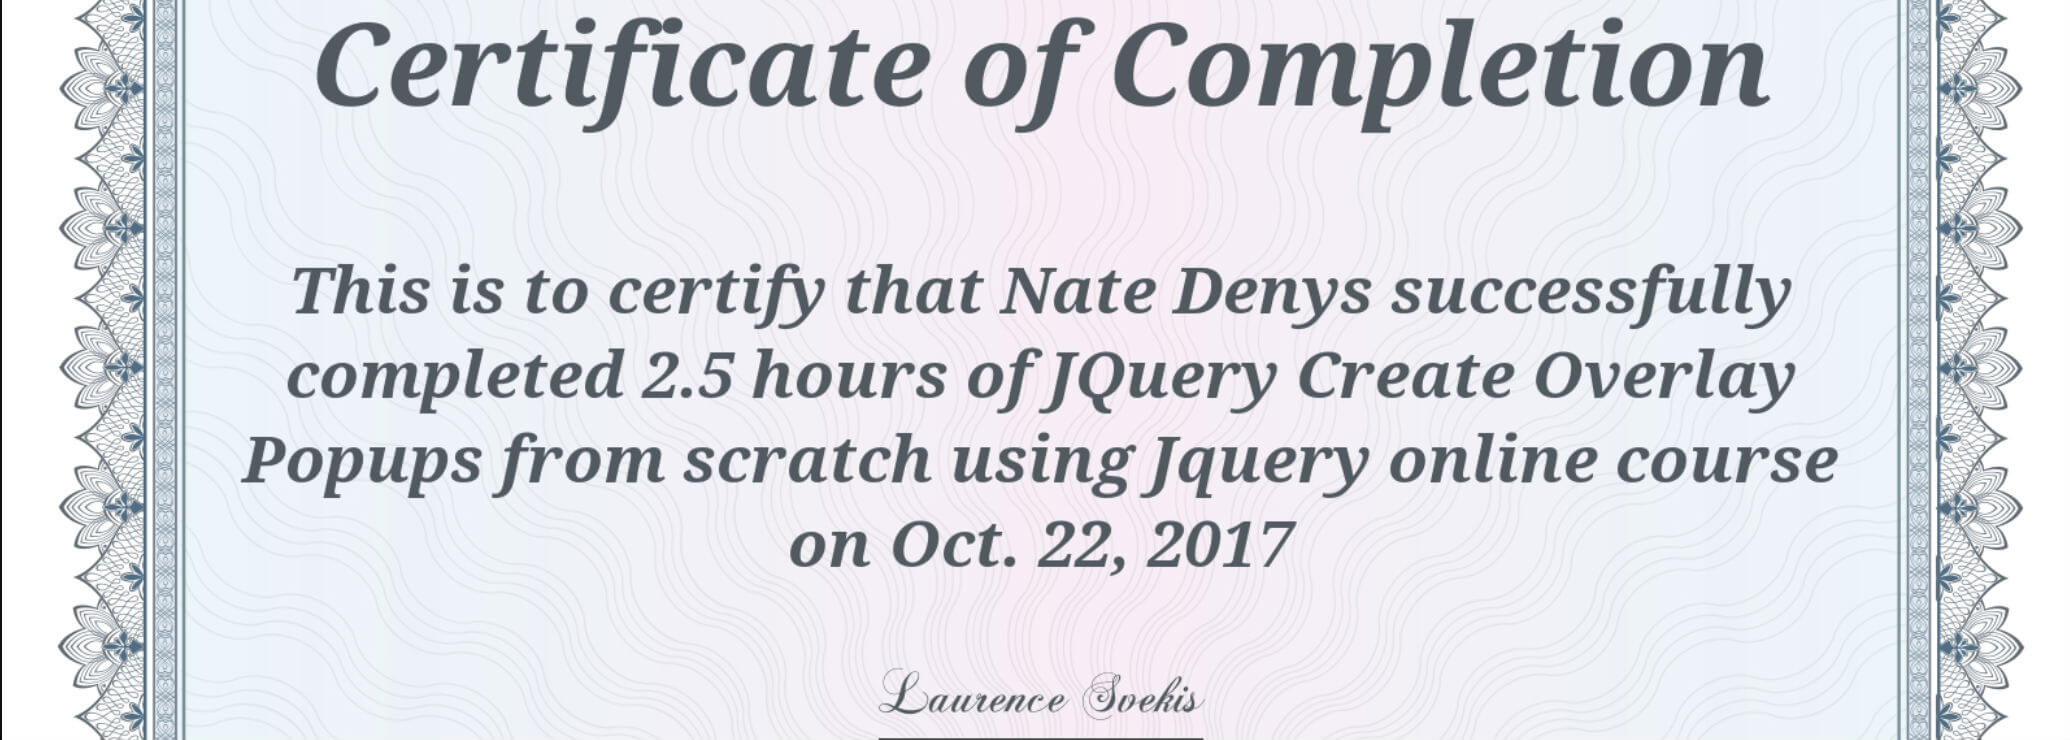 Certificate of Completion
This is to certify that Nate Denys successfully
completed 2.5 hours of JQuery Create Overlay
Popups from scratch using Jquery online course
on Oct. 22, 2017
Laurence Svekis